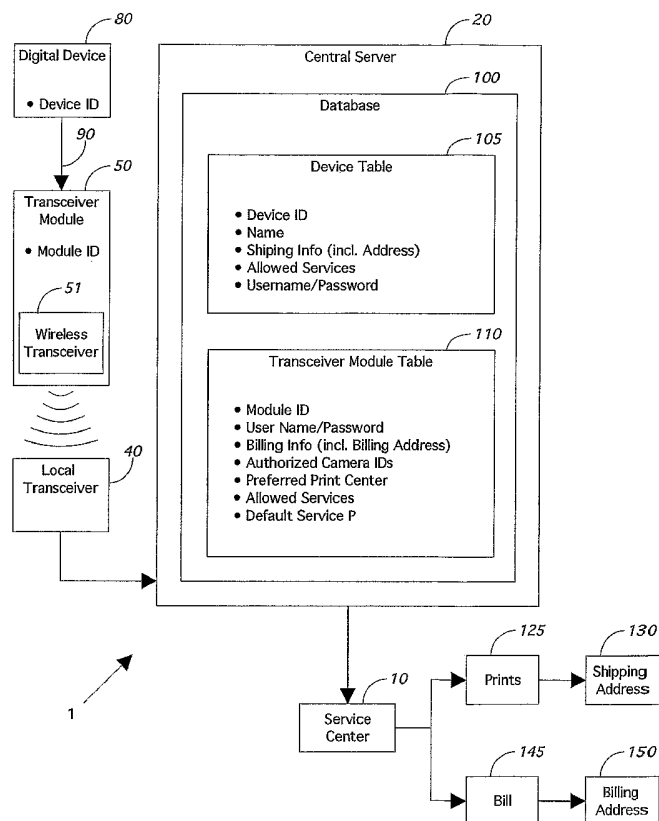 80
Digital Device
• Device ID
90
50
Transceiver
Module
• Module ID
51
Wireless
Transceiver
40
Local
Transceiver
1
20
Central Server
100
Database
105
Device Table
• Device ID
• Name
• Shiping Info (incl. Address)
• Allowed Services
• Username/Password
110
Transceiver Module Table
• Module ID
• User Name/Password
• Billing Info (incl. Billing Address)
• Authorized Camera IDs
• Preferred Print Center
• Allowed Services
• Default Service P
10
Service
Center
125
Prints
130
Shipping
Address
145
Bill
150
Billing
Address